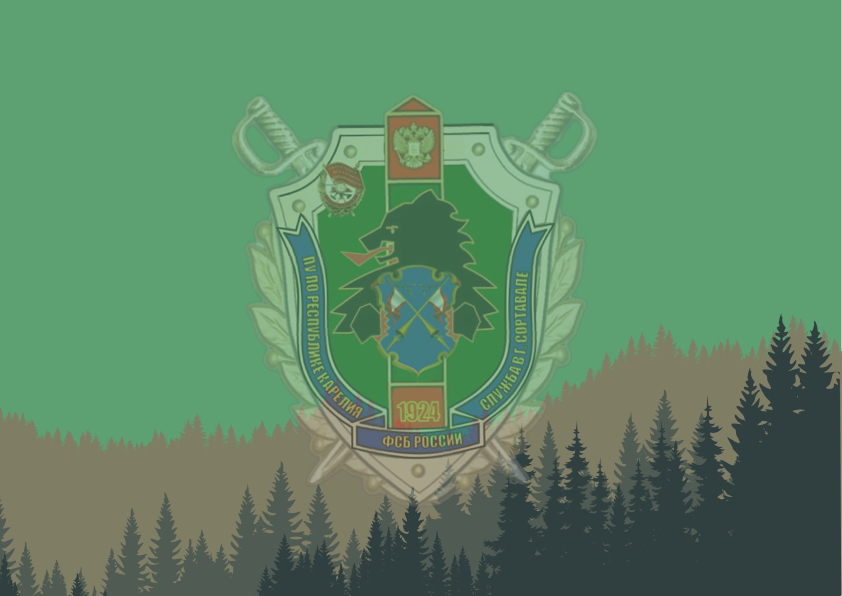 ПУ ПО РЕСПУБЛИКЕ КАРЕЛИЯ
СЛУЖБА В Г. СОРТАВАЛЕ
1924
ФСБ РОССИИ